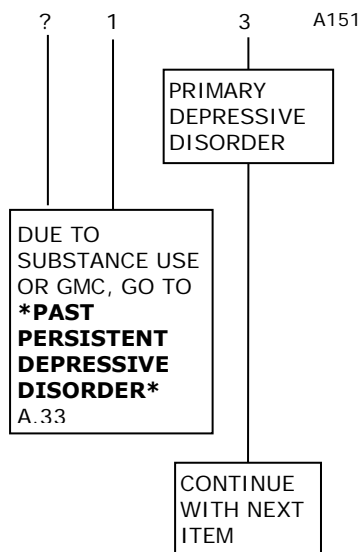 ? 1 3 A151
PRIMARY
DEPRESSIVE
DISORDER
DUE TO
SUBSTANCE USE
OR GMC, GO TO
*PAST
PERSISTENT
DEPRESSIVE
DISORDER*
A.33
CONTINUE
WITH NEXT
ITEM